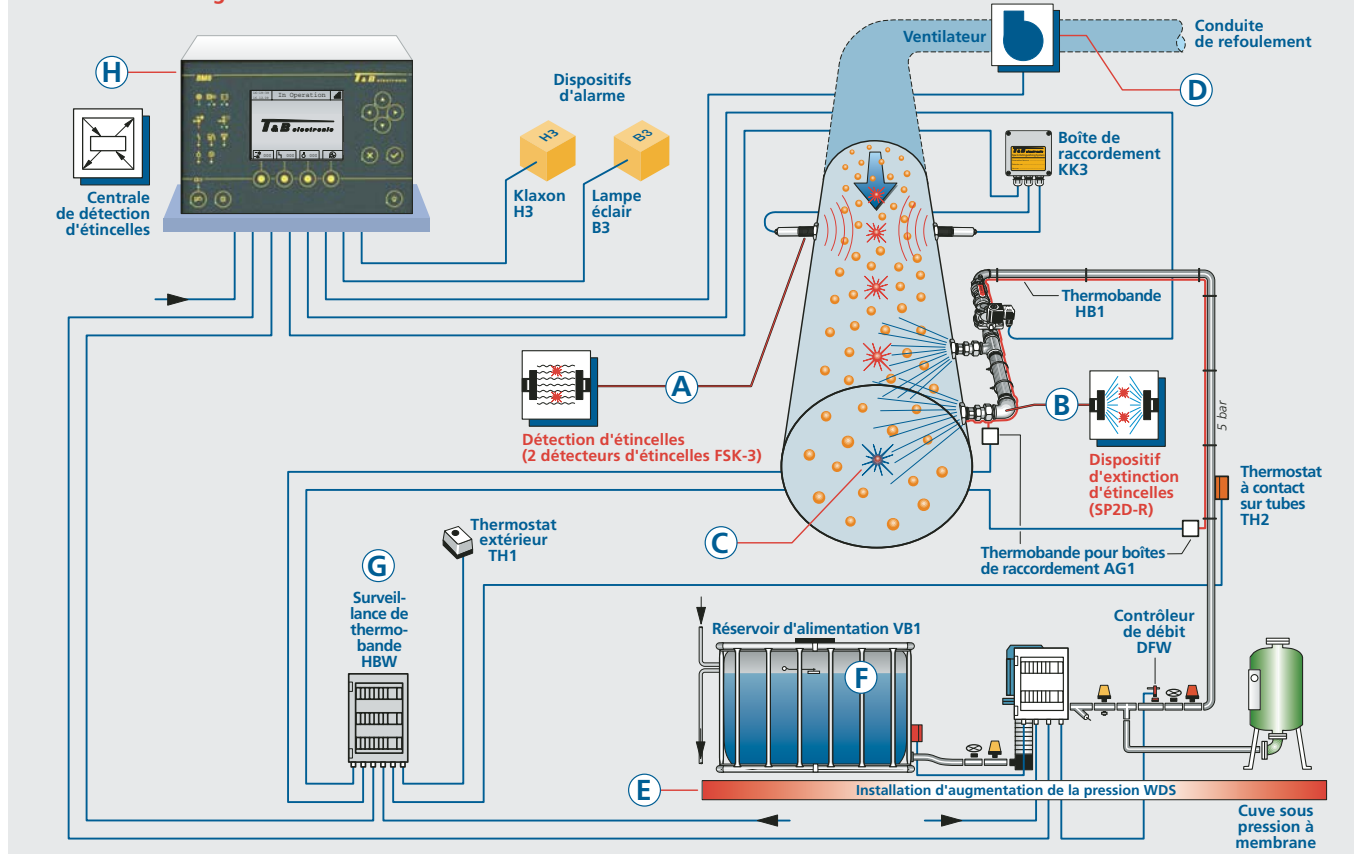 H
BMS
T&B electronic
In Operation
T&B electronic
Centrale
de détection
d'étincelles
Dispositifs
d'alarme
H3
B3
Klaxon
H3
Lampe
éclair
B3
Ventilateur
Conduite
de refoulement
D
T&B electronic
Boîte de
raccordement
KK3
Thermobande
HB1
A
Détection d'étincelles
(2 détecteurs d'étincelles FSK-3)
B
5 bar
Dispositif
d'extinction
d'étincelles
(SP2D-R)
Thermostat
à contact
sur tubes
TH2
C
Thermobande pour boîtes
de raccordement AG1
Thermostat
extérieur
TH1
G
Surveil-
lance de
thermo-
bande
HBW
Réservoir d'alimentation VB1
F
Contrôleur
de débit
DFW
E
Installation d'augmentation de la pression WDS
Cuve sous
pression à
membrane